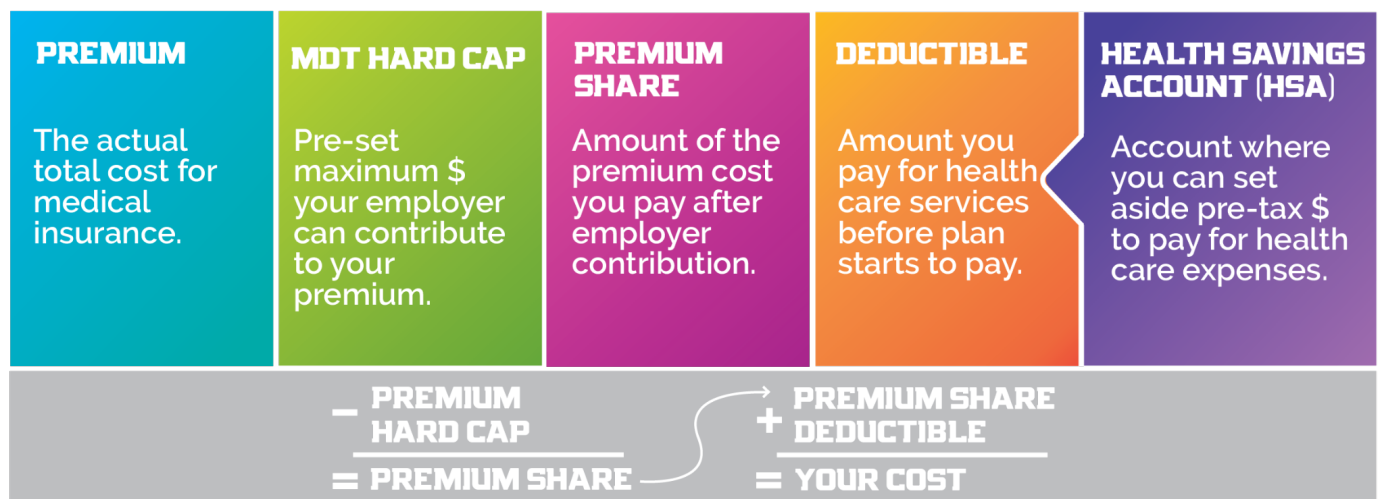 PREMIUM
The actual
total cost for
medical
insurance.
MDT HARD CAP
Pre-set
maximum $
your employer
can contribute
to your
premium.
PREMIUM
SHARE
Amount of the
premium cost
you pay after
employer
contribution.
DEDUCTIBLE
Amount you
pay for health
care services
before plan
starts to pay.
HEALTH SAVINGS
ACCOUNT (HSA)
Account where
you can set
aside pre-tax $
to pay for health
care expenses.
PREMIUM
− HARD CAP
= PREMIUM SHARE
PREMIUM SHARE
+ DEDUCTIBLE
= YOUR COST